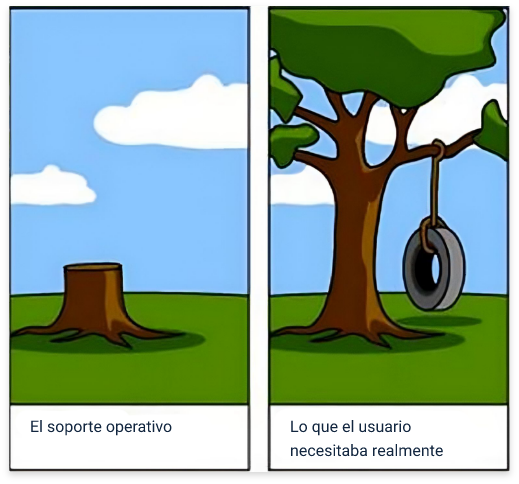 El soporte operativo
Lo que el usuario
necesitaba realmente